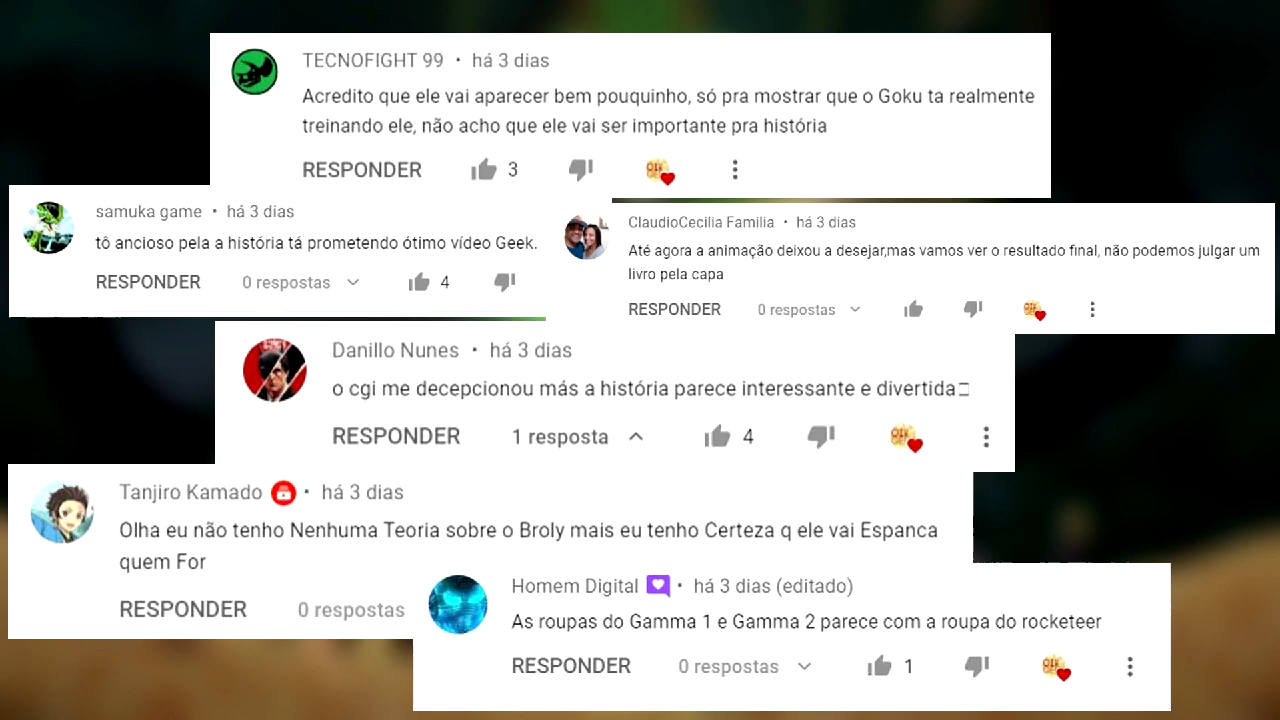 TECNOFIGHT 99 • há 3 dias
Acredito que ele vai aparecer bem pouquinho, só pra mostrar que o Goku ta realmente
treinando ele, não acho que ele vai ser importante pra história
RESPONDER 3
samuka game • há 3 dias
tô ancioso pela a história tá prometendo ótimo vídeo Geek.
RESPONDER 0 respostas 4
ClaudioCecilia Familia • há 3 dias
Até agora a animação deixou a desejar,mas vamos ver o resultado final, não podemos julgar um
livro pela capa
RESPONDER 0 respostas
Danillo Nunes • há 3 dias
o cgi me decepcionou más a história parece interessante e divertida
RESPONDER 1 resposta 4
Tanjiro Kamado • há 3 dias
Olha eu não tenho Nenhuma Teoria sobre o Broly mais eu tenho Certeza q ele vai Espanca
quem For
RESPONDER 0 respostas
Homem Digital • há 3 dias (editado)
As roupas do Gamma 1 e Gamma 2 parece com a roupa do rocketeer
RESPONDER 0 respostas 1